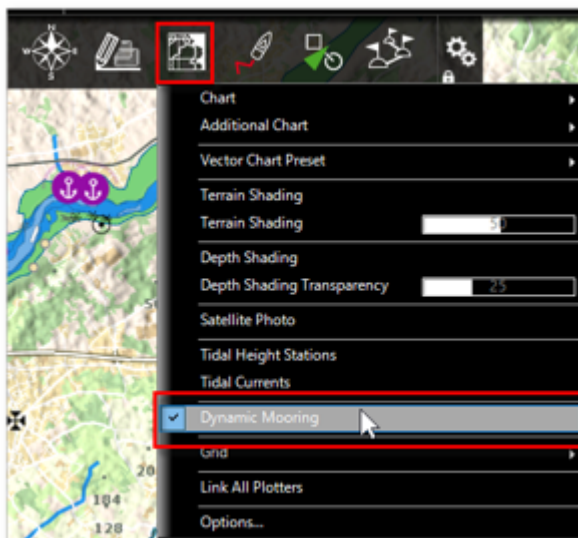 N
S
Chart
Additional Chart
Vector Chart Preset
Terrain Shading
Terrain Shading 50
Depth Shading
Depth Shading Transparency 25
Satellite Photo
Tidal Height Stations
Tidal Currents
Dynamic Mooring
Grid
Link All Plotters
Options...
20
184
128